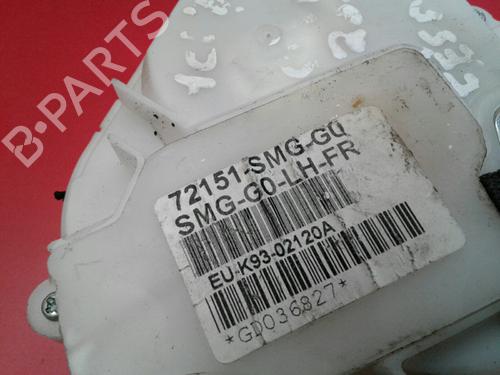 B-PARTS
72151-SMG-G0
SMG-G0-LH-FR
EU-K93-02120A
*GD036827*